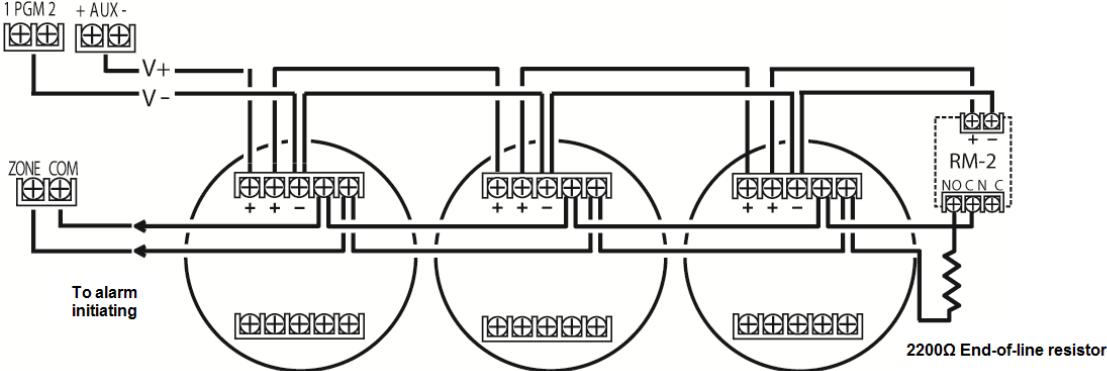 1 PGM 2 + AUX -
V+
V -
ZONE COM
+ + -
+ + -
+ + -
+ -
RM-2
NO C N C
To alarm
initiating
2200Ω End-of-line resistor